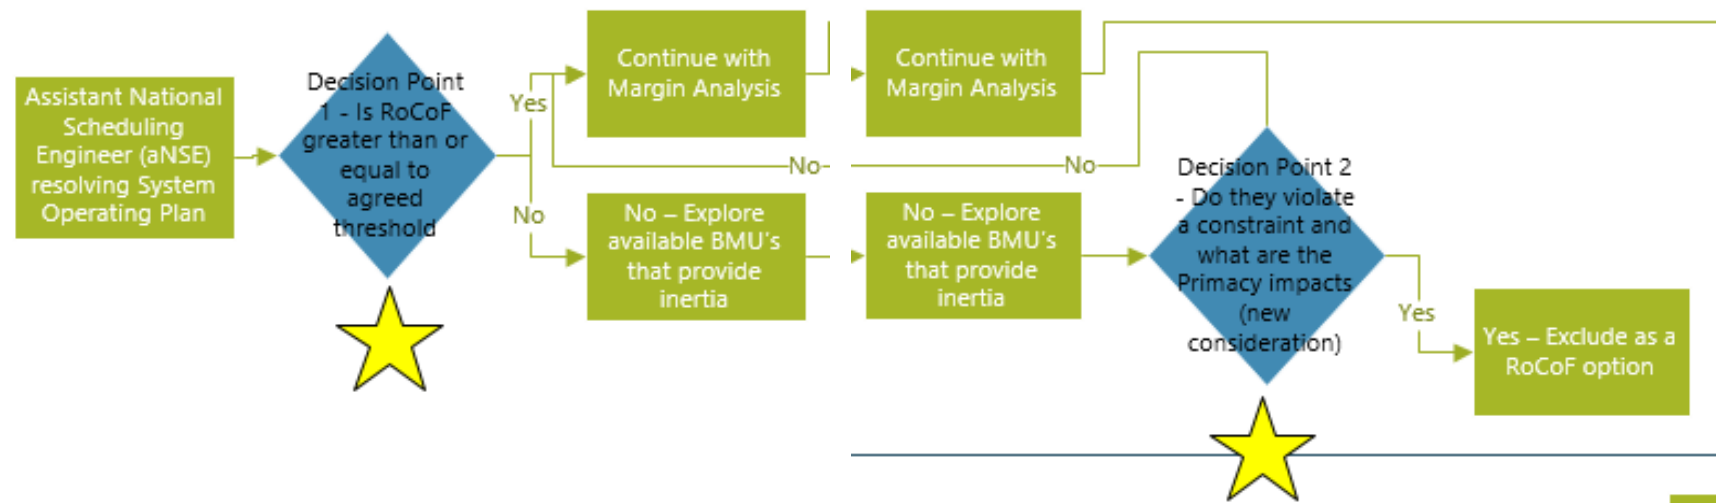 Assistant National
Scheduling
Engineer (aNSE)
resolving System
Operating Plan
Decision Point
1 - Is RoCoF
greater than or
equal to
agreed
threshold
Yes
No
Continue with
Margin Analysis
No
No – Explore
available BMU's
that provide
inertia
Continue with
Margin Analysis
No
No – Explore
available BMU's
that provide
inertia
Decision Point 2
- Do they violate
a constraint and
what are the
Primacy impacts
(new
consideration)
Yes
Yes – Exclude as a
RoCoF option